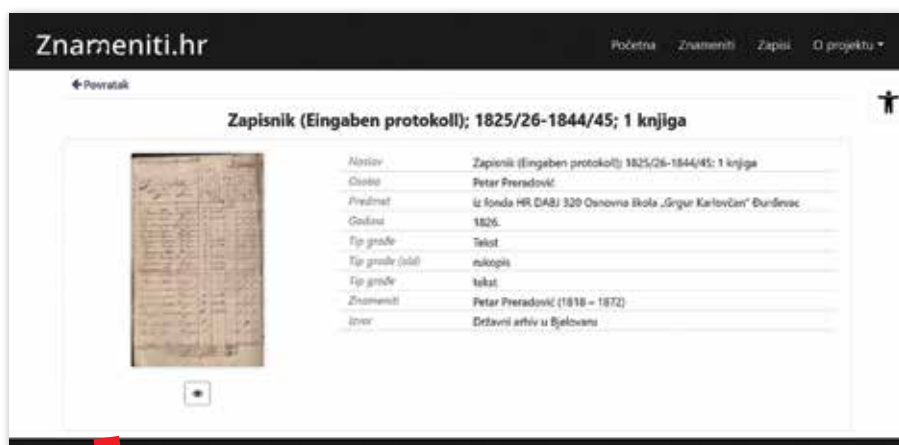 Znameniti.hr
Početna Znameniti Zapisi O projektu
Povratak
Zapisnik (Eingaben protokoll); 1825/26-1844/45; 1 knjiga
Naslov Zapisnik (Eingaben protokoll); 1825/26-1844/45; 1 knjiga
Osoba Petar Preradović
Predmet iz fonda HR DABJ 320 Osnovna škola „Grgur Karlovčan" Đurđevac
Godina 1826.
Tip građe Tekst
Tip građe (old) rukopis
Tip građe tekst
Znameniti Petar Preradović (1818 – 1872)
Izvor Državni arhiv u Bjelovaru